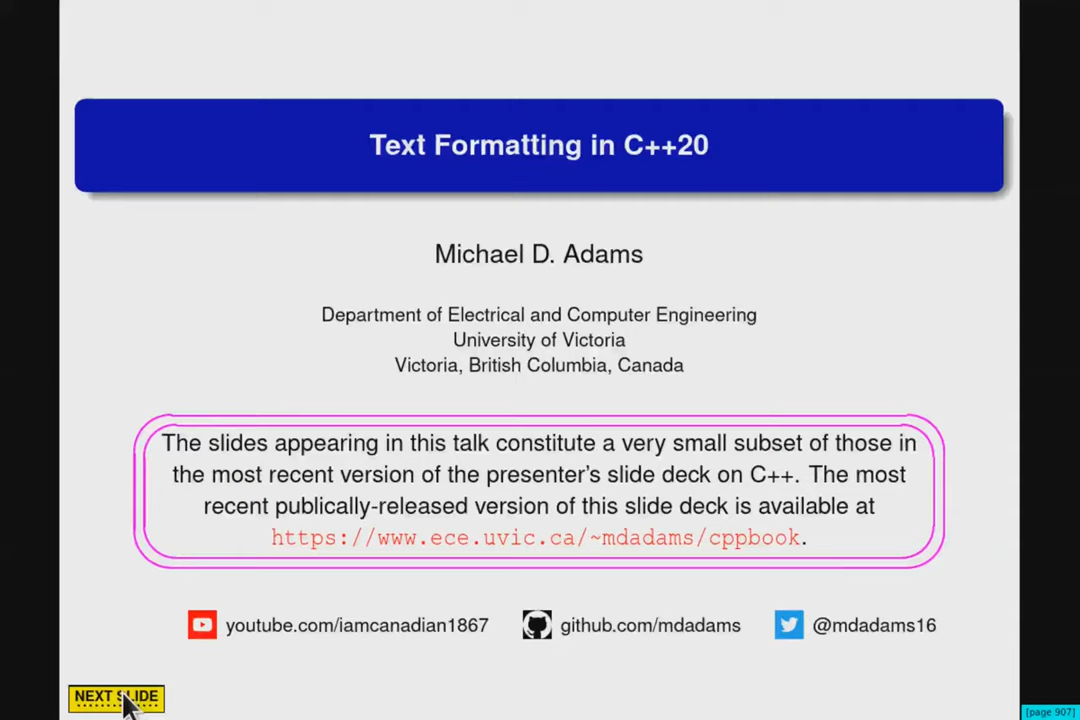 Text Formatting in C++20
Michael D. Adams
Department of Electrical and Computer Engineering
University of Victoria
Victoria, British Columbia, Canada
The slides appearing in this talk constitute a very small subset of those in
the most recent version of the presenter's slide deck on C++. The most
recent publically-released version of this slide deck is available at
https://www.ece.uvic.ca/~mdadams/cppbook.
youtube.com/iamcanadian1867 github.com/mdadams @mdadams16
NEXT SLIDE
[page 907]